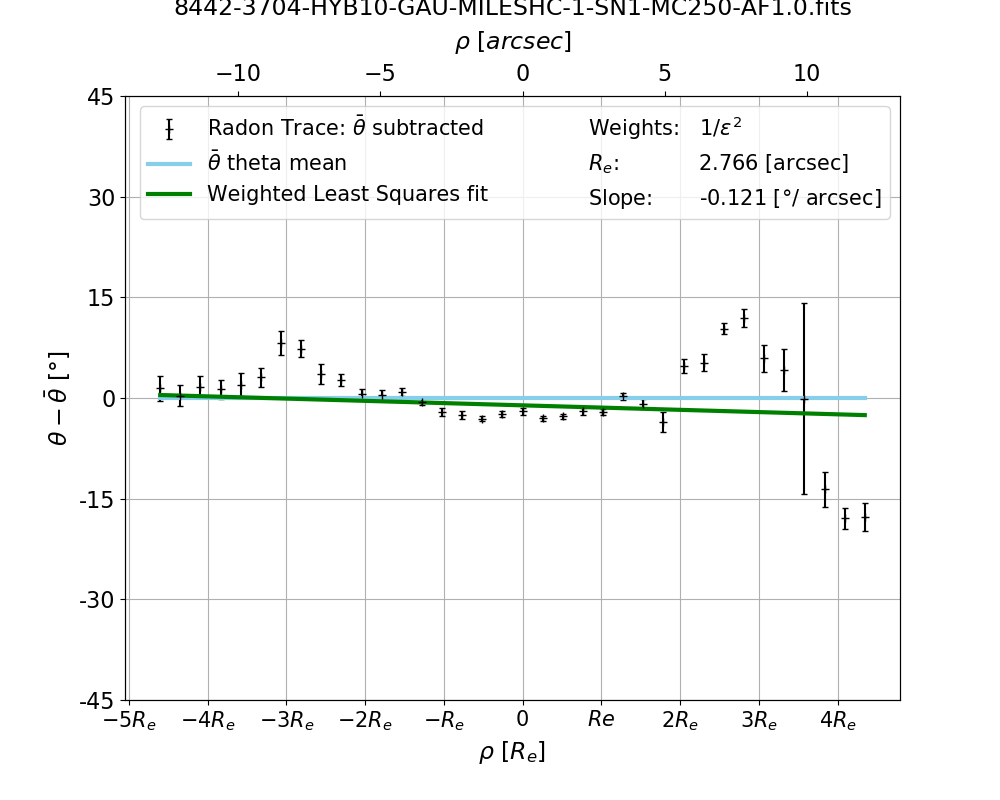 8442-3704-HYB10-GAU-MILESHC-1-SN1-MC250-AF1.0.fits
ρ [arcsec]
−10 −5 0 5 10
Radon Trace: θ̄ subtracted
θ̄ theta mean
Weighted Least Squares fit
Weights: 1/ε²
Rₑ: 2.766 [arcsec]
Slope: -0.121 [°/ arcsec]
45
30
15
0
-15
-30
-45
θ − θ̄ [°]
−5Rₑ −4Rₑ −3Rₑ −2Rₑ −Rₑ 0 Re 2Rₑ 3Rₑ 4Rₑ
ρ [Rₑ]